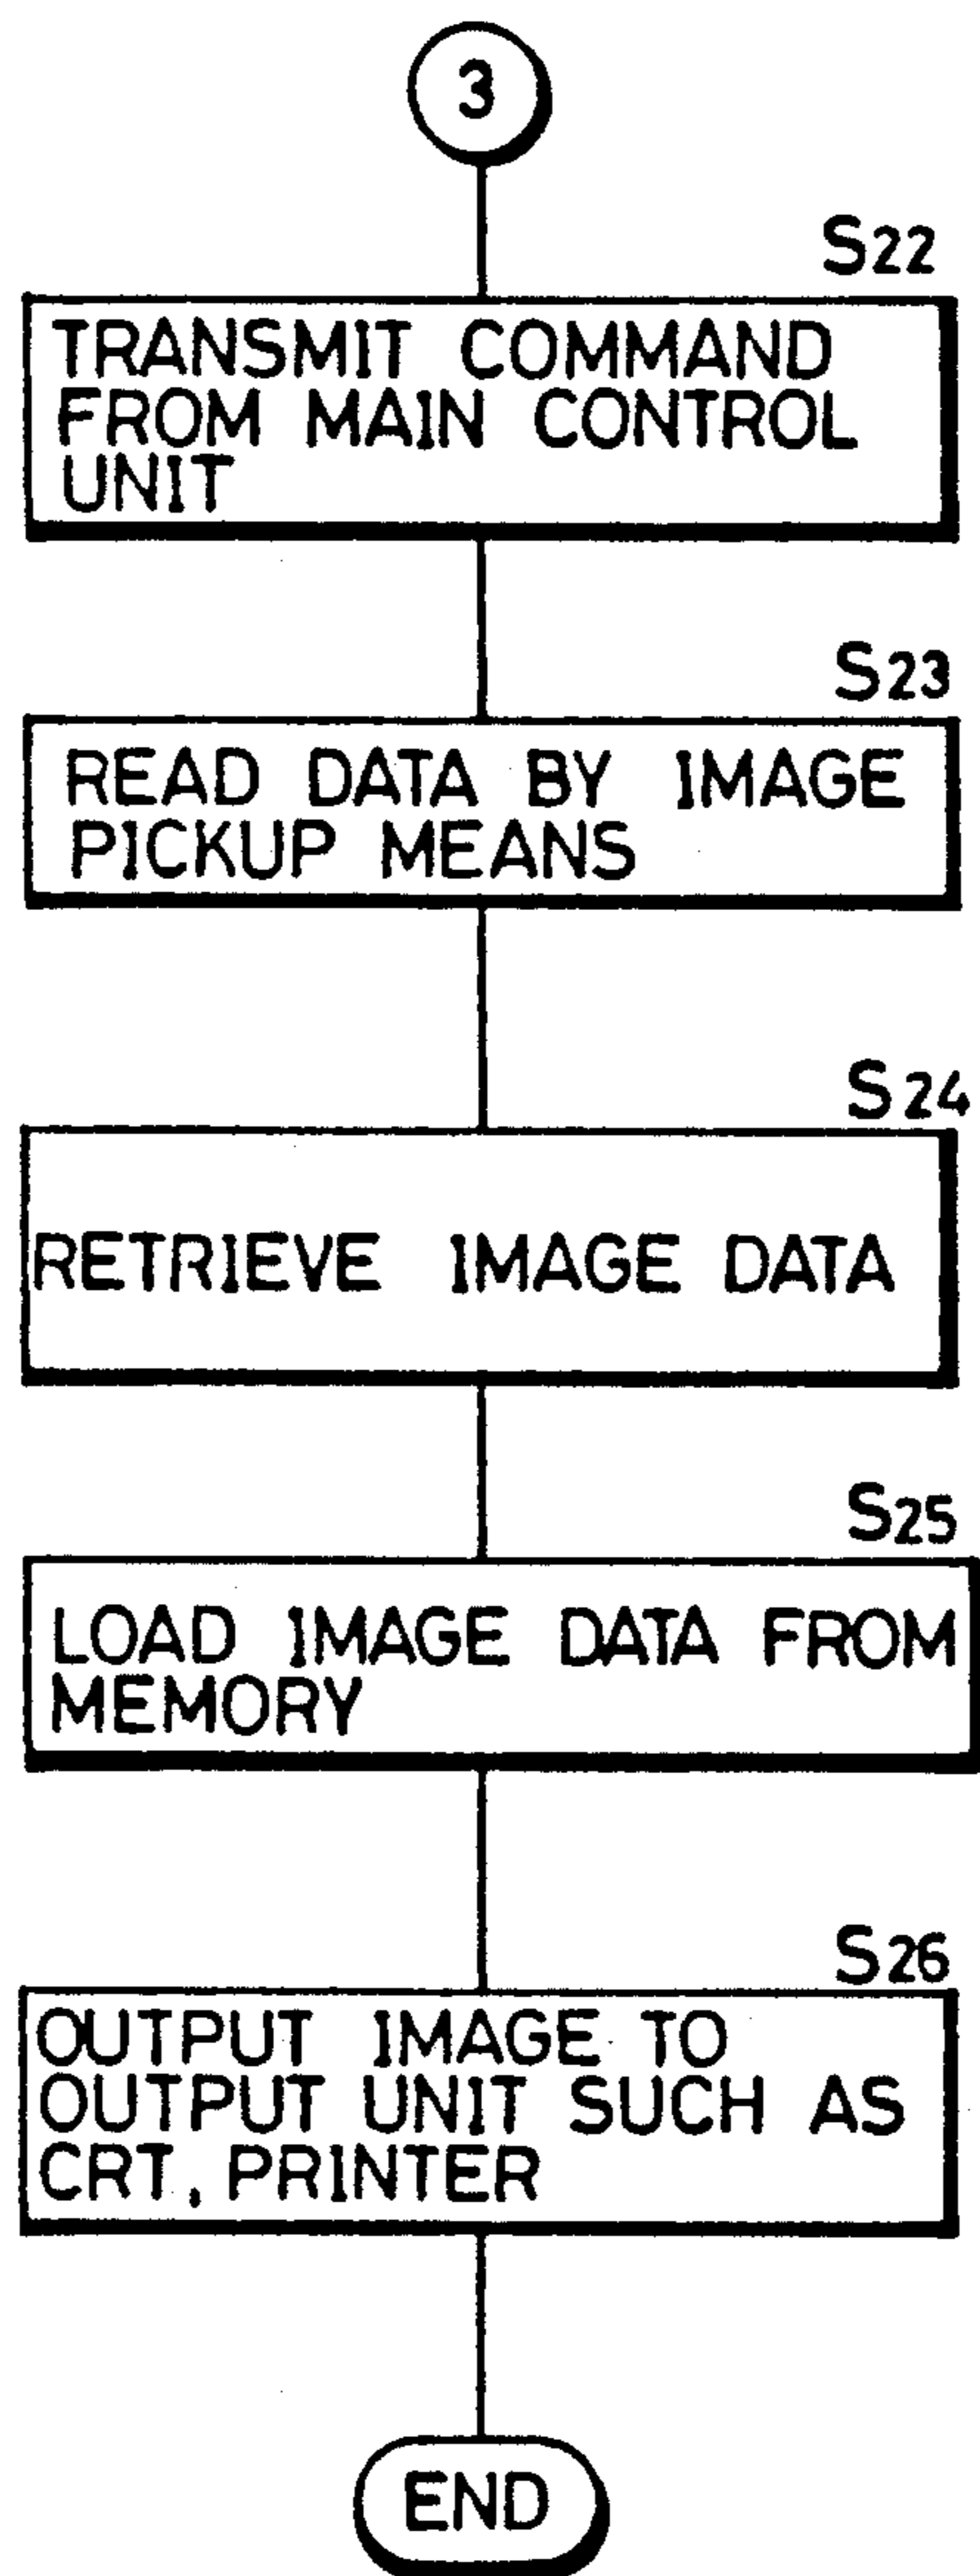 3
S22
TRANSMIT COMMAND
FROM MAIN CONTROL
UNIT
S23
READ DATA BY IMAGE
PICKUP MEANS
S24
RETRIEVE IMAGE DATA
S25
LOAD IMAGE DATA FROM
MEMORY
S26
OUTPUT IMAGE TO
OUTPUT UNIT SUCH AS
CRT, PRINTER
END